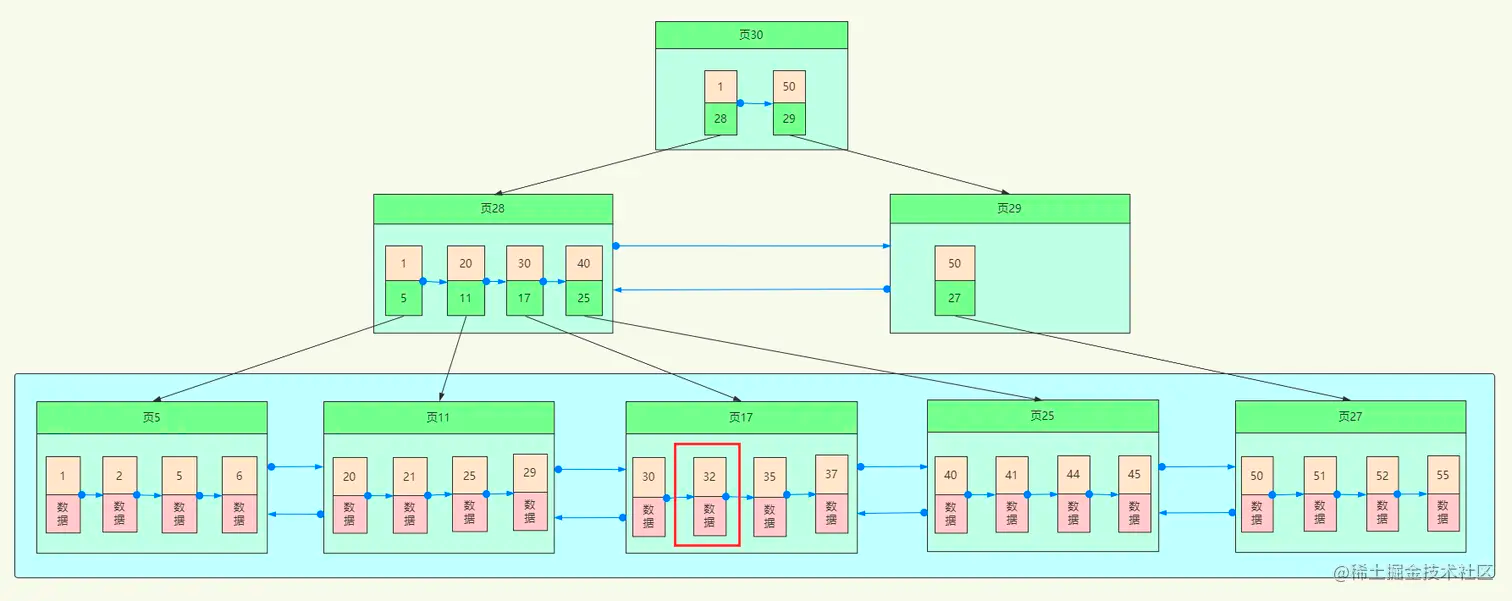 页30
1 50
28 29
页28 页29
1 20 30 40 50
5 11 17 25 27
页5 页11 页17 页25 页27
1 2 5 6 20 21 25 29 30 32 35 37 40 41 44 45 50 51 52 55
数 数 数 数 数 数 数 数 数 数 数 数 数 数 数 数 数 数 数 数
据 据 据 据 据 据 据 据 据 据 据 据 据 据 据 据 据 据 据 据
@稀土掘金技术社区